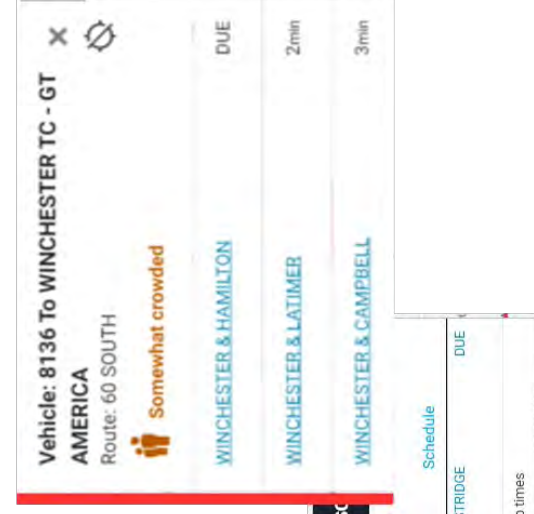 Vehicle: 8136 To WINCHESTER TC - GT
AMERICA
Route: 60 SOUTH
Somewhat crowded
WINCHESTER & HAMILTON DUE
WINCHESTER & LATIMER 2min
WINCHESTER & CAMPBELL 3min
Schedule
DUE
times